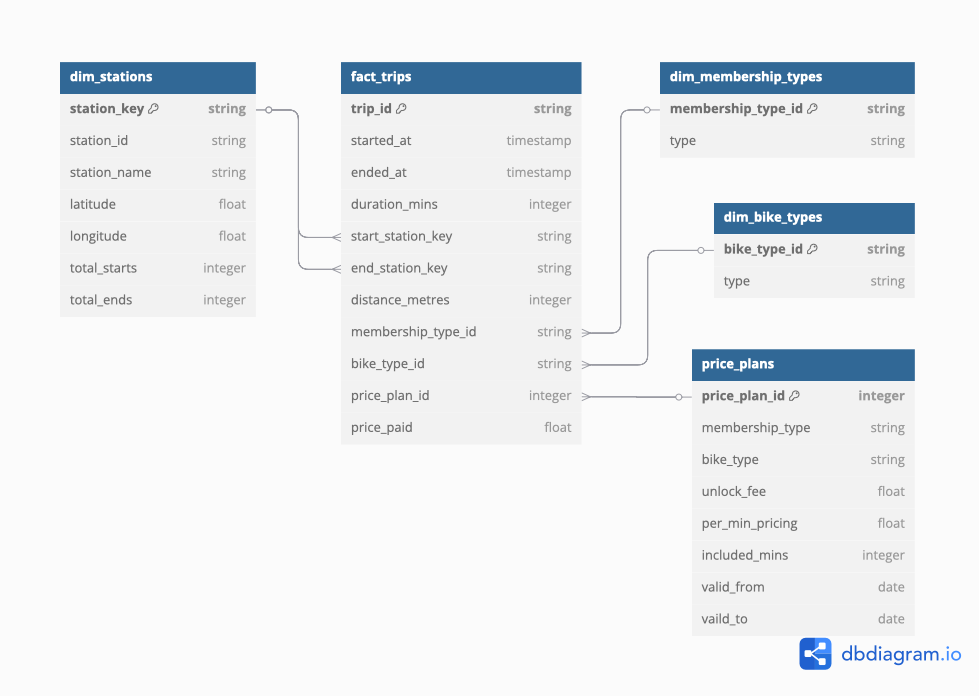 dim_stations
station_key string
station_id string
station_name string
latitude float
longitude float
total_starts integer
total_ends integer
fact_trips
trip_id string
started_at timestamp
ended_at timestamp
duration_mins integer
start_station_key string
end_station_key string
distance_metres integer
membership_type_id string
bike_type_id string
price_plan_id integer
price_paid float
dim_membership_types
membership_type_id string
type string
dim_bike_types
bike_type_id string
type string
price_plans
price_plan_id integer
membership_type string
bike_type string
unlock_fee float
per_min_pricing float
included_mins integer
valid_from date
vaild_to date
dbdiagram.io